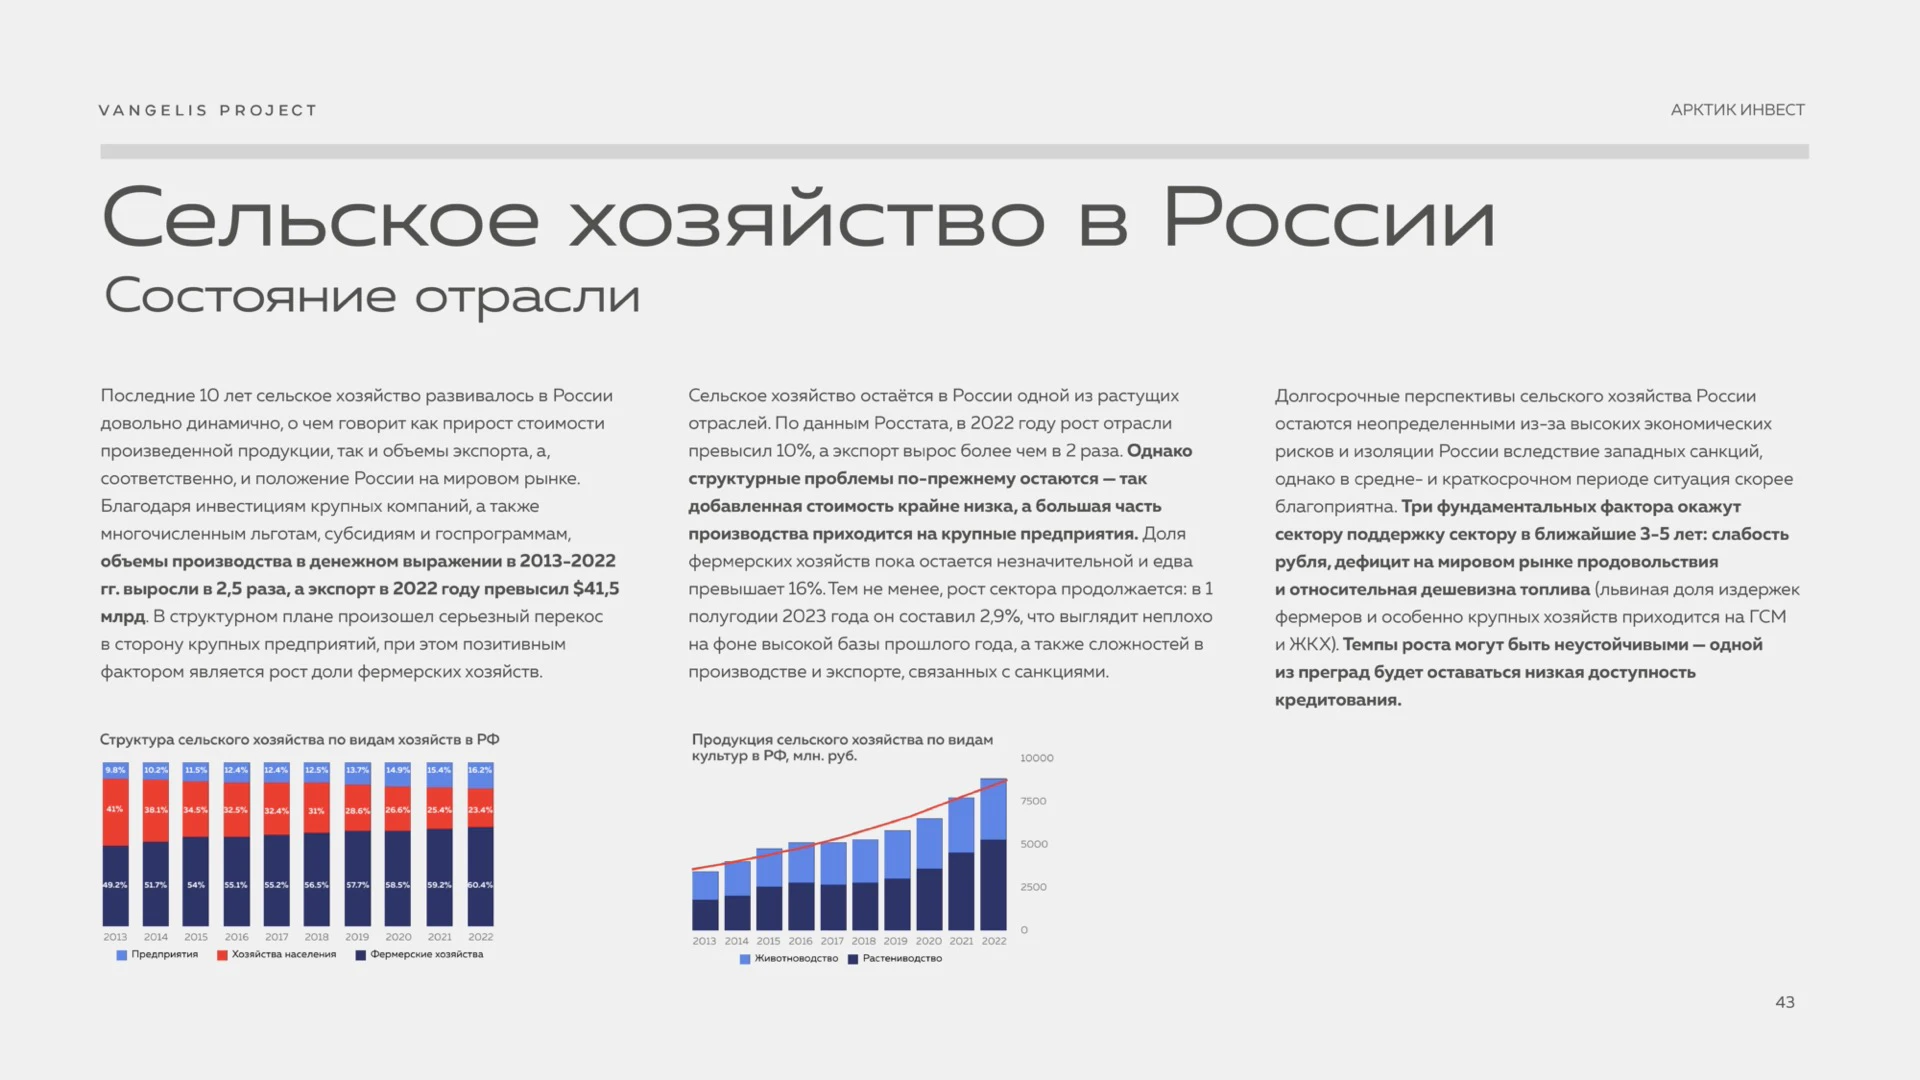 VANGELIS PROJECT
АРКТИК ИНВЕСТ
Сельское хозяйство в России
Состояние отрасли
Последние 10 лет сельское хозяйство развивалось в России
довольно динамично, о чем говорит как прирост стоимости
произведенной продукции, так и объемы экспорта, а,
соответственно, и положение России на мировом рынке.
Благодаря инвестициям крупных компаний, а также
многочисленным льготам, субсидиям и госпрограммам,
объемы производства в денежном выражении в 2013-2022
гг. выросли в 2,5 раза, а экспорт в 2022 году превысил $41,5
млрд. В структурном плане произошел серьезный перекос
в сторону крупных предприятий, при этом позитивным
фактором является рост доли фермерских хозяйств.
Сельское хозяйство остаётся в России одной из растущих
отраслей. По данным Росстата, в 2022 году рост отрасли
превысил 10%, а экспорт вырос более чем в 2 раза. Однако
структурные проблемы по-прежнему остаются — так
добавленная стоимость крайне низка, а большая часть
производства приходится на крупные предприятия. Доля
фермерских хозяйств пока остается незначительной и едва
превышает 16%. Тем не менее, рост сектора продолжается: в 1
полугодии 2023 года он составил 2,9%, что выглядит неплохо
на фоне высокой базы прошлого года, а также сложностей в
производстве и экспорте, связанных с санкциями.
Долгосрочные перспективы сельского хозяйства России
остаются неопределенными из-за высоких экономических
рисков и изоляции России вследствие западных санкций,
однако в средне- и краткосрочном периоде ситуация скорее
благоприятна. Три фундаментальных фактора окажут
сектору поддержку сектору в ближайшие 3-5 лет: слабость
рубля, дефицит на мировом рынке продовольствия
и относительная дешевизна топлива (львиная доля издержек
фермеров и особенно крупных хозяйств приходится на ГСМ
и ЖКХ). Темпы роста могут быть неустойчивыми — одной
из преград будет оставаться низкая доступность
кредитования.
Структура сельского хозяйства по видам хозяйств в РФ
9.8% 10.2% 11.5% 12.4% 12.4% 12.5% 13.7% 14.9% 15.4% 16.2%
41% 38.1% 34.5% 32.5% 32.4% 31% 28.6% 26.6% 25.4% 23.4%
49.2% 51.7% 54% 55.1% 55.2% 56.5% 57.7% 58.5% 59.2% 60.4%
2013 2014 2015 2016 2017 2018 2019 2020 2021 2022
Предприятия Хозяйства населения Фермерские хозяйства
Продукция сельского хозяйства по видам
культур в РФ, млн. руб.
10000
7500
5000
2500
0
2013 2014 2015 2016 2017 2018 2019 2020 2021 2022
Животноводство Растениводство
43